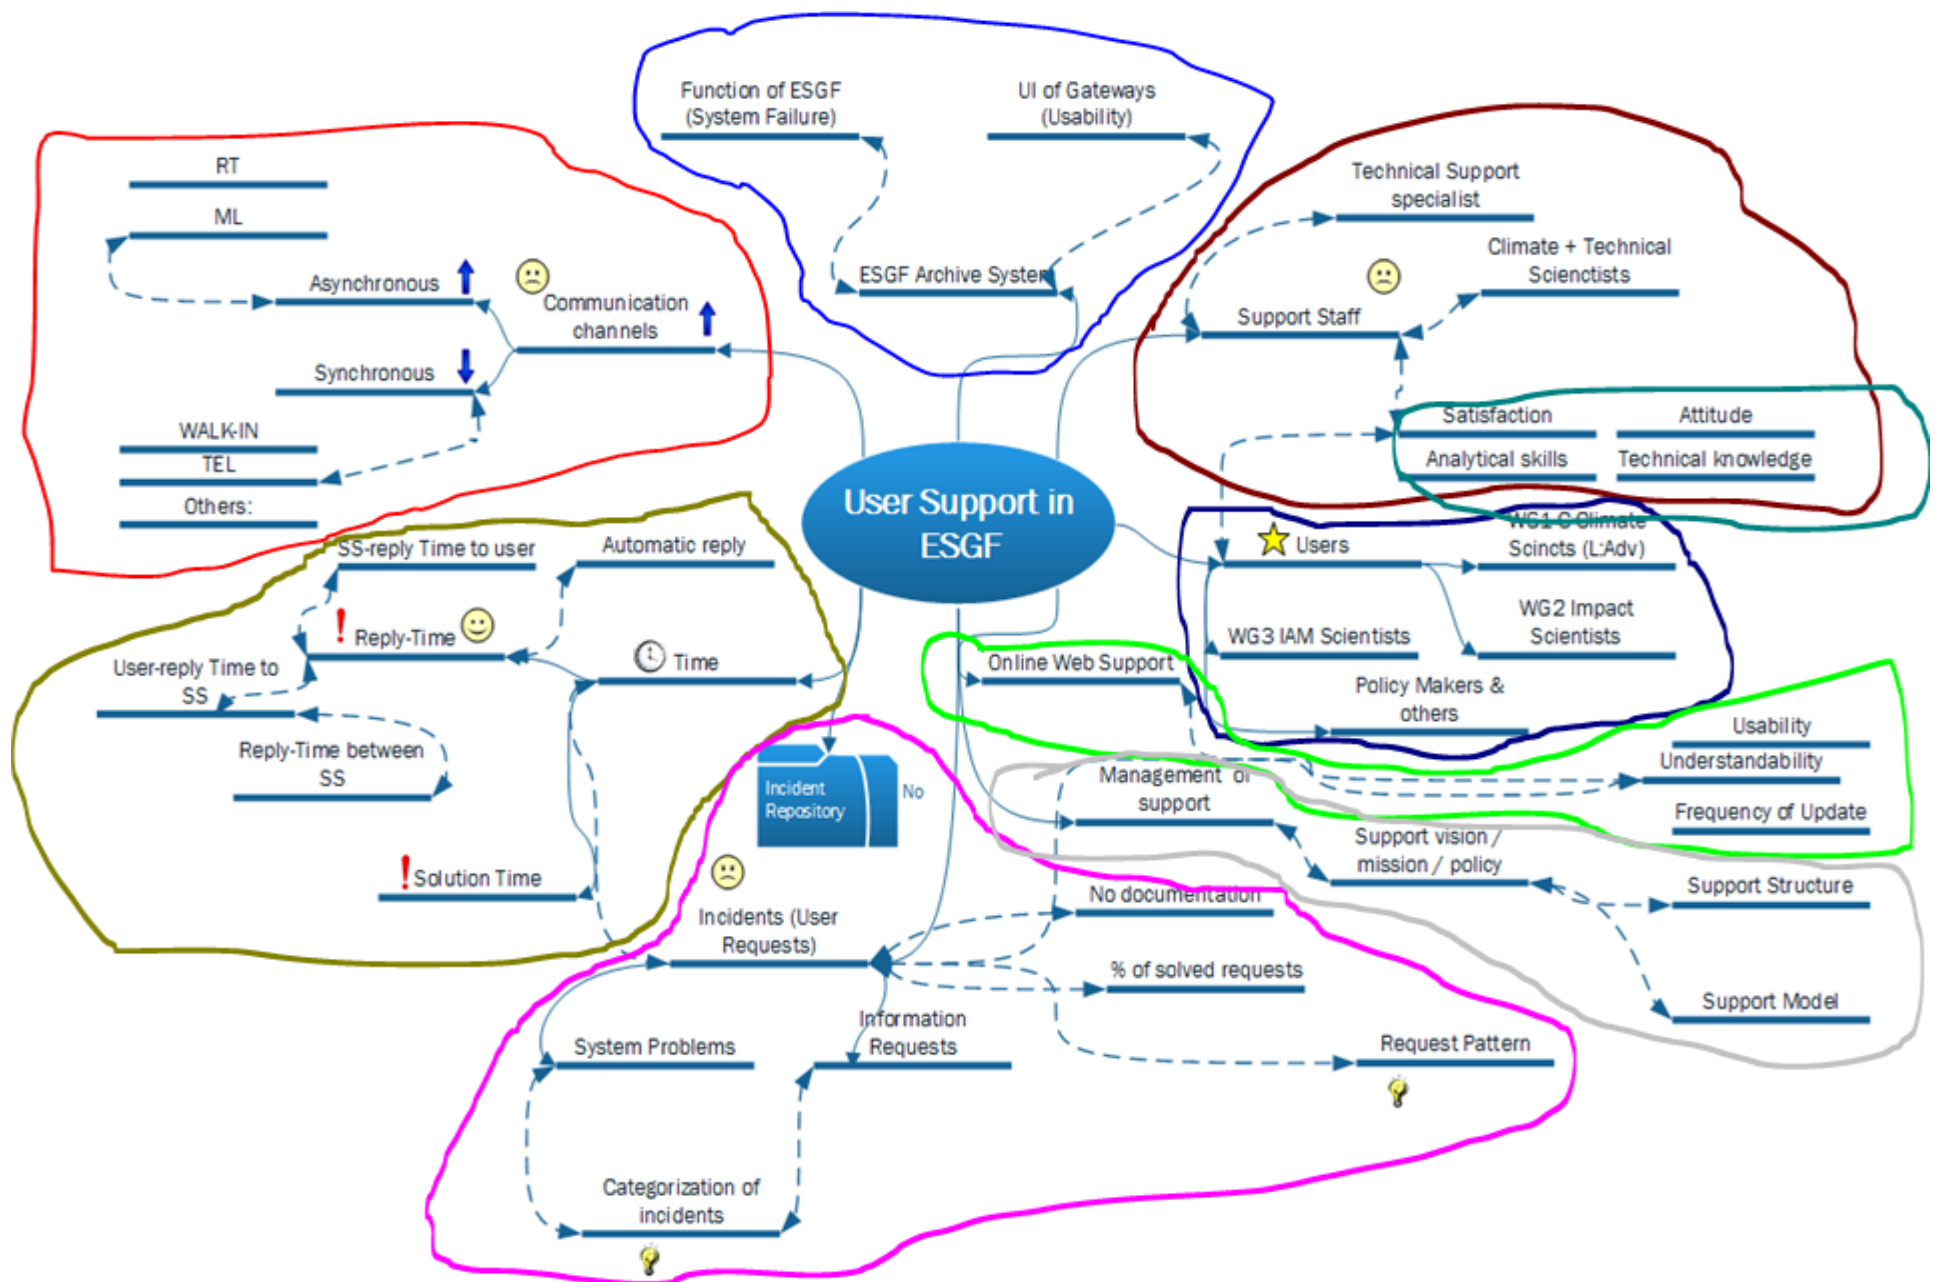 Function of ESGF
(System Failure)
UI of Gateways
(Usability)
ESGF Archive System
RT
ML
Asynchronous
Communication
channels
Synchronous
WALK-IN
TEL
Others:
Technical Support
specialist
Climate + Technical
Scienctists
Support Staff
Satisfaction
Attitude
Analytical skills
Technical knowledge
User Support in
ESGF
Users
WG1 C Climate
Scincts (L:Adv)
WG2 Impact
Scientists
WG3 IAM Scientists
Policy Makers &
others
SS-reply Time to user
Automatic reply
Reply-Time
Time
User-reply Time to
SS
Reply-Time between
SS
Solution Time
Online Web Support
Usability
Understandability
Frequency of Update
Management of
support
Support vision /
mission / policy
Support Structure
Support Model
Incident
Repository
No
Incidents (User
Requests)
No documentation
% of solved requests
Request Pattern
System Problems
Information
Requests
Categorization of
incidents